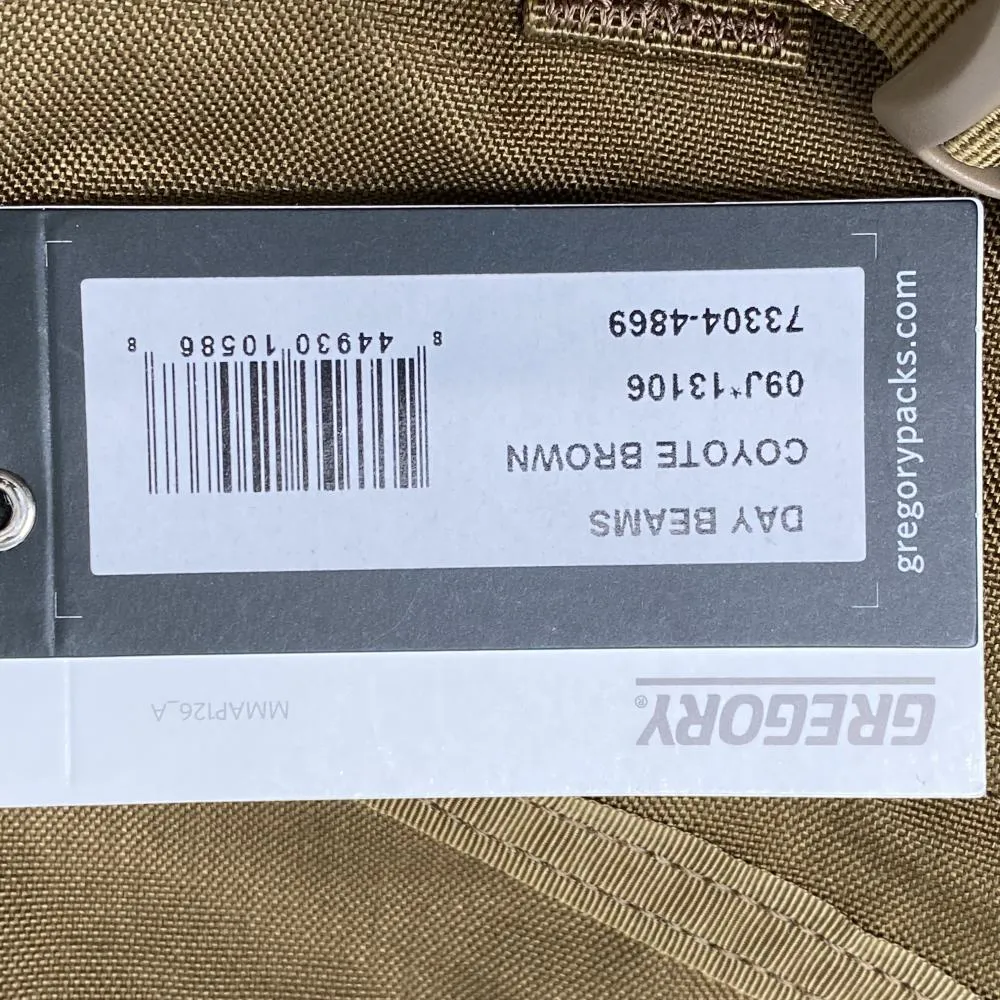 GREGORY®
MMAP126_A
DAY BEAMS
COYOTE BROWN
09J*13106
73304-4869
8 44930 10586 8
gregorypacks.com